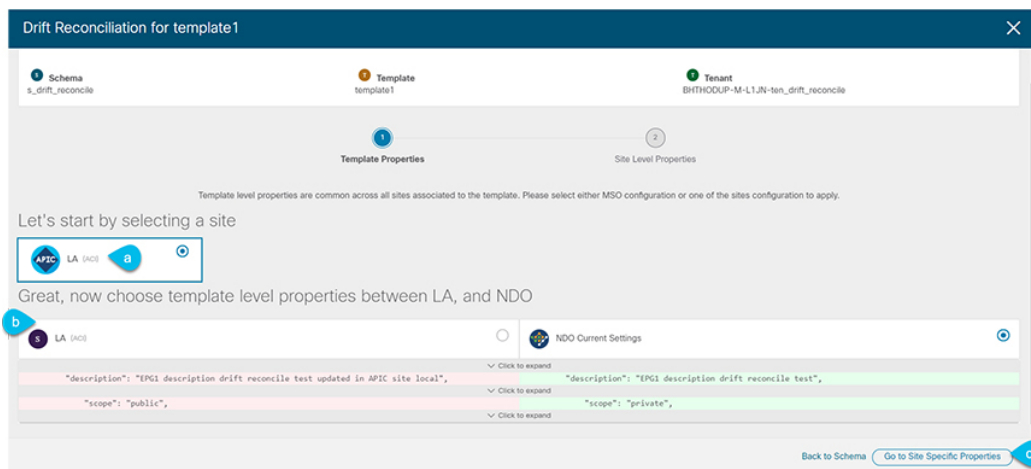 Drift Reconciliation for template1
S Schema
s_drift_reconcile
T Template
template1
T Tenant
BHTHODUP-M-L1JN-ten_drift_reconcile
1
Template Properties
2
Site Level Properties
Template level properties are common across all sites associated to the template. Please select either MSO configuration or one of the sites configuration to apply.
Let's start by selecting a site
APIC LA (ACI) a
Great, now choose template level properties between LA, and NDO
b
S LA (ACI)
NDO Current Settings
Click to expand
"description": "EPG1 description drift reconcile test updated in APIC site local",
"description": "EPG1 description drift reconcile test",
Click to expand
"scope": "public",
"scope": "private",
Click to expand
Back to Schema Go to Site Specific Properties